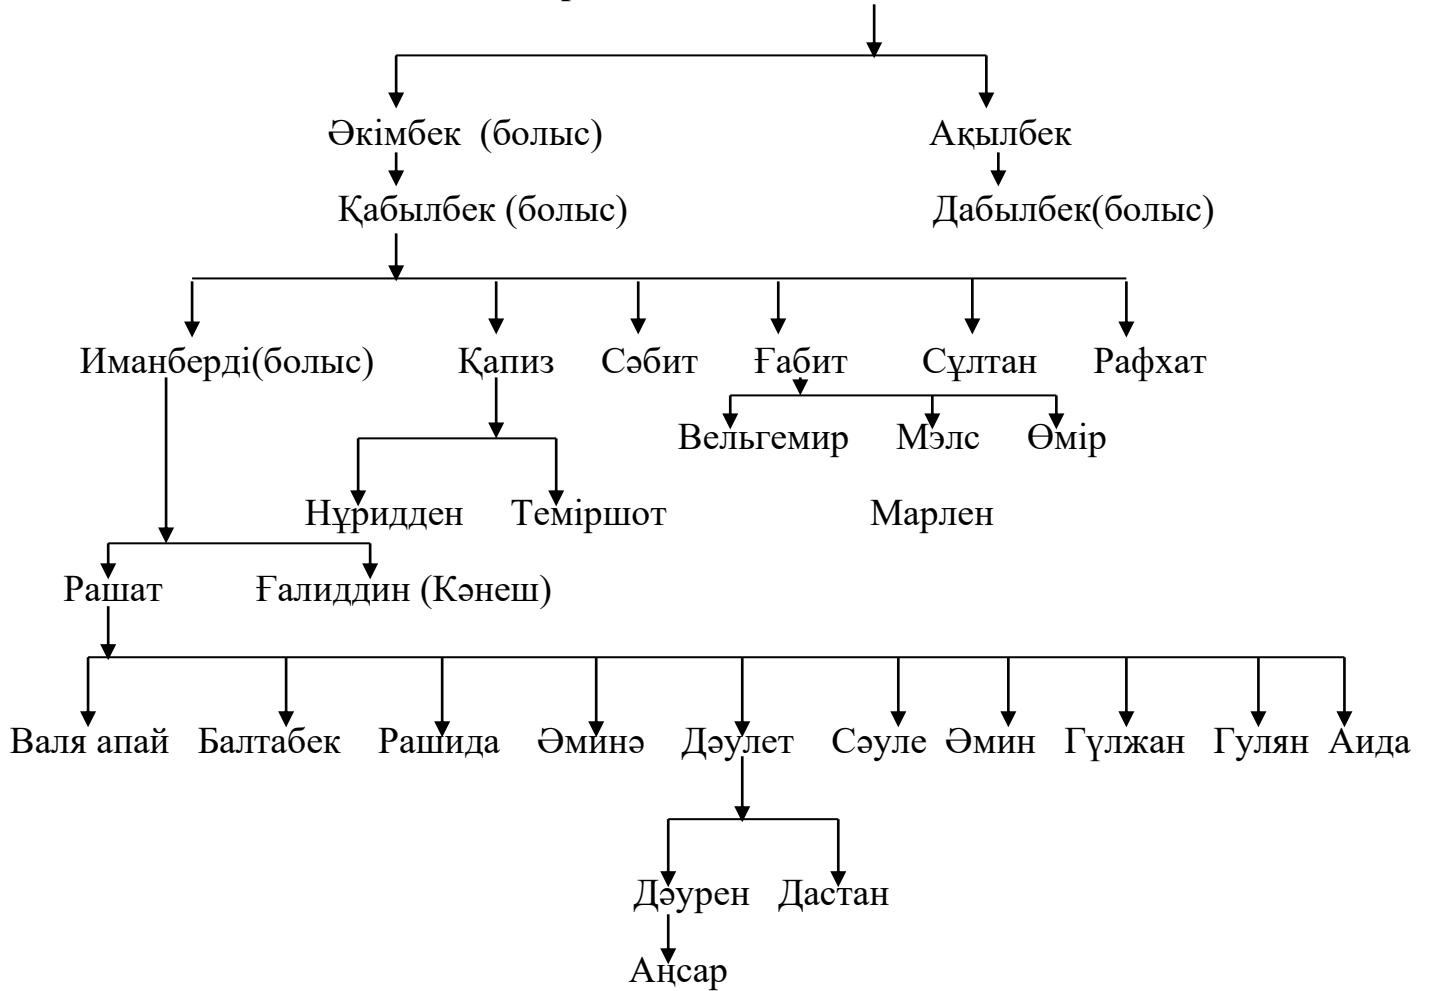 Әкімбек (болыс) Ақылбек
Қабылбек (болыс) Дабылбек(болыс)
Иманберді(болыс) Қапиз Сәбит Ғабит Сұлтан Рафхат
Вельгемир Мэлс Өмір
Нұридден Теміршот Марлен
Рашат Ғалиддин (Кәнеш)
Валя апай Балтабек Рашида Әминә Дәулет Сәуле Әмин Гүлжан Гулян Аида
Дәурен Дастан
Аңсар